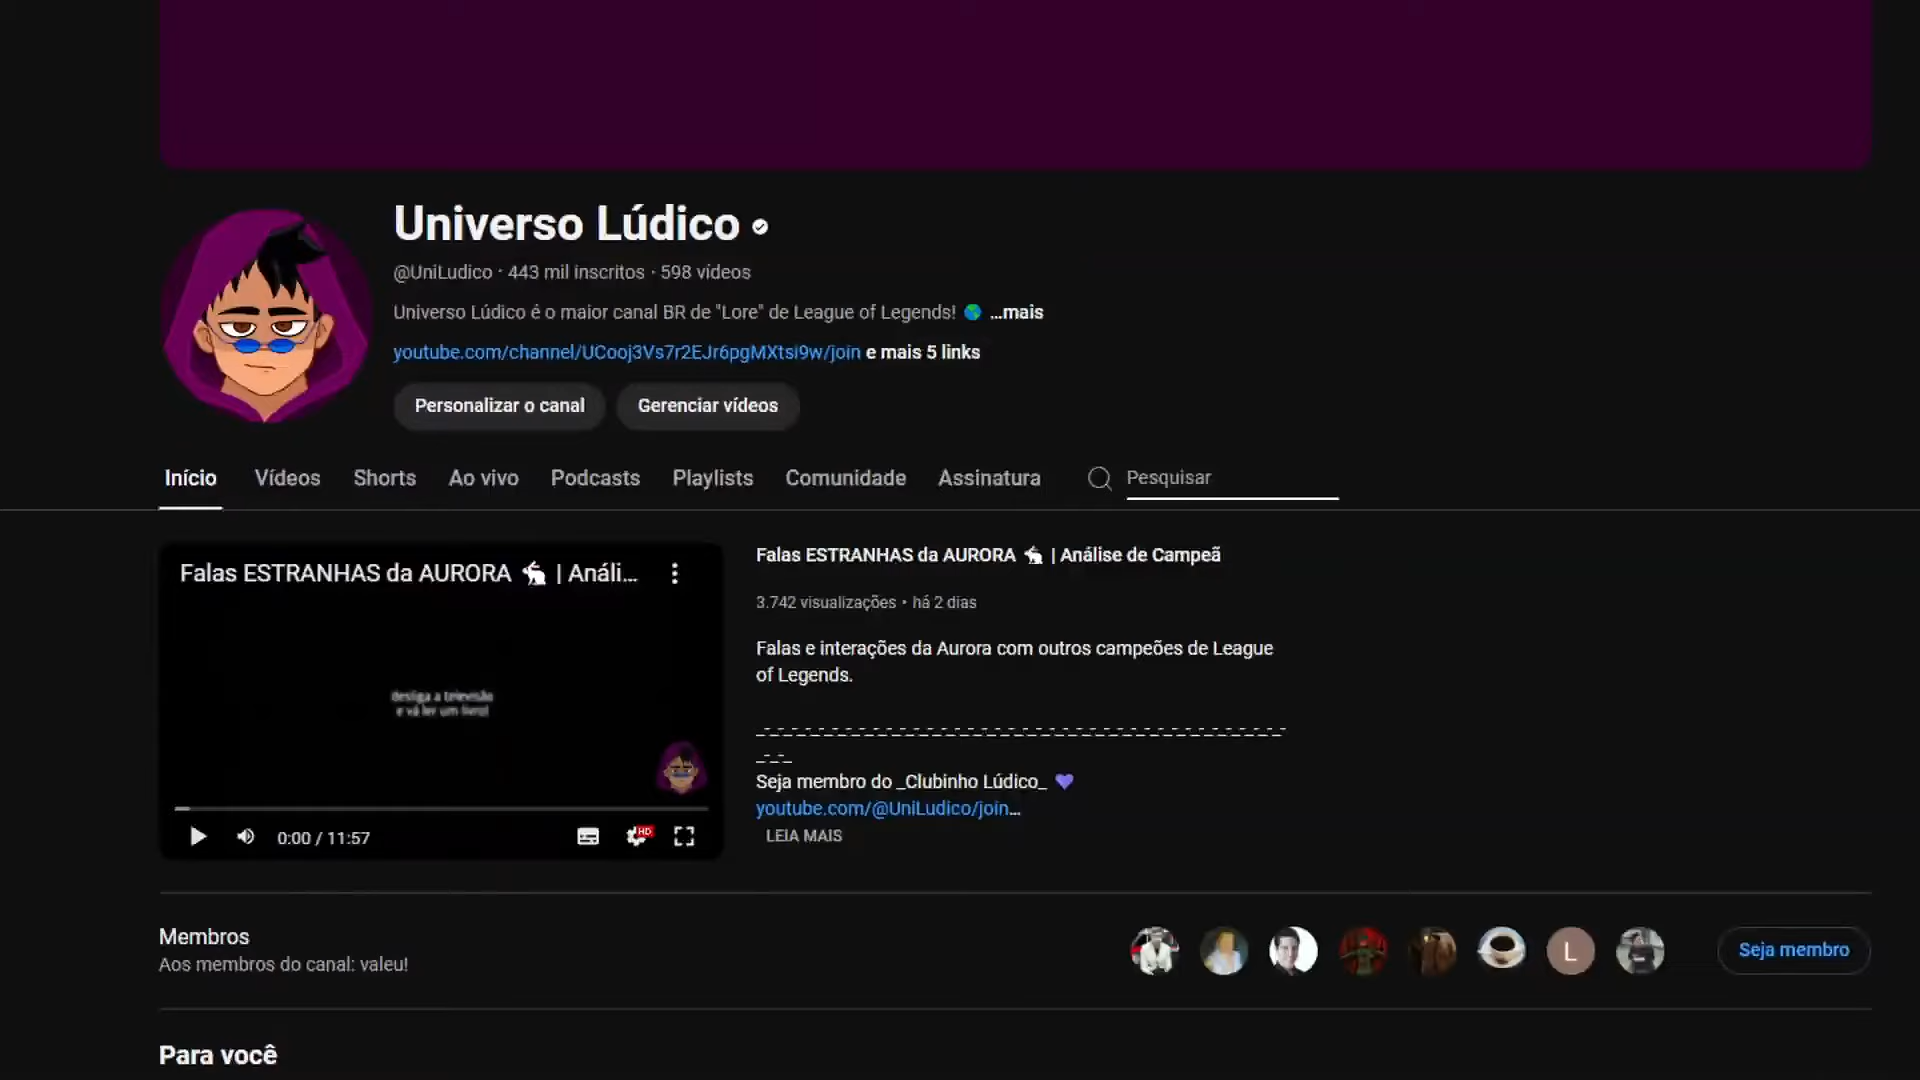 Universo Lúdico
@UniLudico · 443 mil inscritos · 598 vídeos
Universo Lúdico é o maior canal BR de "Lore" de League of Legends! 🌎 ...mais
youtube.com/channel/UCooj3Vs7r2EJr6pgMXtsi9w/join e mais 5 links
Personalizar o canal
Gerenciar vídeos
Início Vídeos Shorts Ao vivo Podcasts Playlists Comunidade Assinatura Pesquisar
Falas ESTRANHAS da AURORA 🐇 | Análi...
desliga a televisão
e vá ler um livro!
0:00 / 11:57
HD
Falas ESTRANHAS da AURORA 🐇 | Análise de Campeã
3.742 visualizações • há 2 dias
Falas e interações da Aurora com outros campeões de League
of Legends.
_-_-_-_-_-_-_-_-_-_-_-_-_-_-_-_-_-_-_-_-_-_-_-_-_-_-_-_-_-_-_-_-_-_-_-_-_-_-
_-_-_
Seja membro do _Clubinho Lúdico_ 💜
youtube.com/@UniLudico/join...
LEIA MAIS
Membros
Aos membros do canal: valeu!
L
Seja membro
Para você